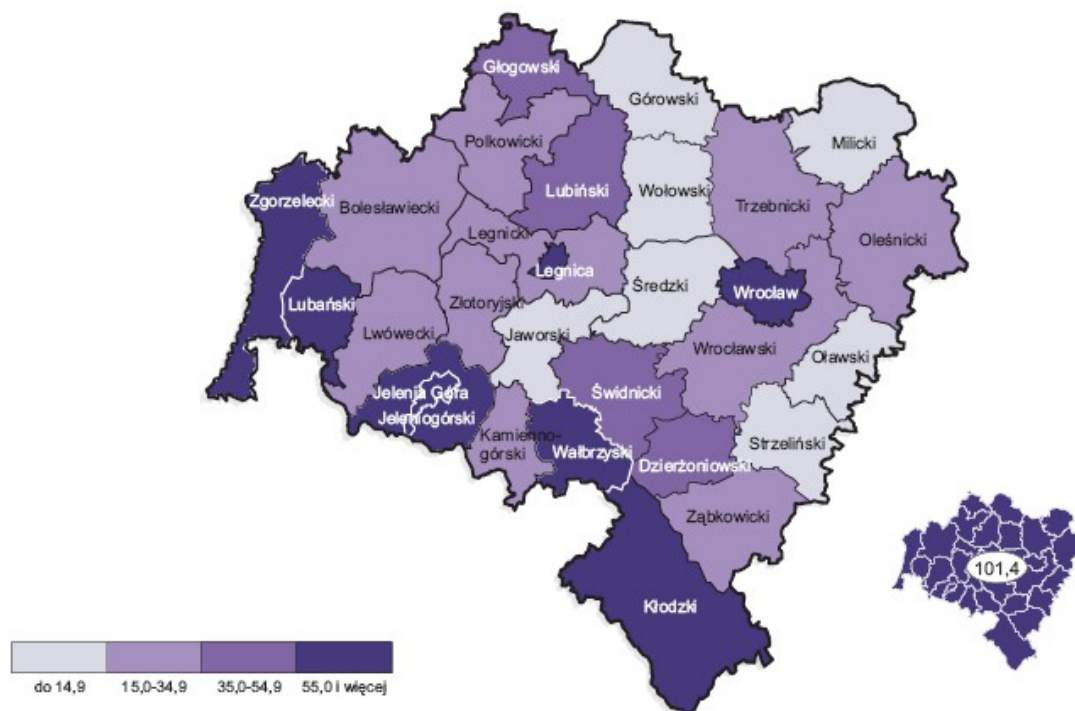 Głogowski
Górowski
Polkowicki
Milicki
Zgorzelecki
Bolesławiecki
Lubiński
Wołowski
Trzebnicki
Oleśnicki
Legnicki
Legnica
Lubański
Złotoryjski
Średzki
Wrocław
Lwówecki
Jaworski
Wrocławski
Oławski
Jelenia Góra
Jeleniogórski
Świdnicki
Kamienno-
górski
Wałbrzyski
Dzierżoniowski
Strzeliński
Ząbkowicki
Kłodzki
101,4
do 14,9
15,0-34,9
35,0-54,9
55,0 i więcej